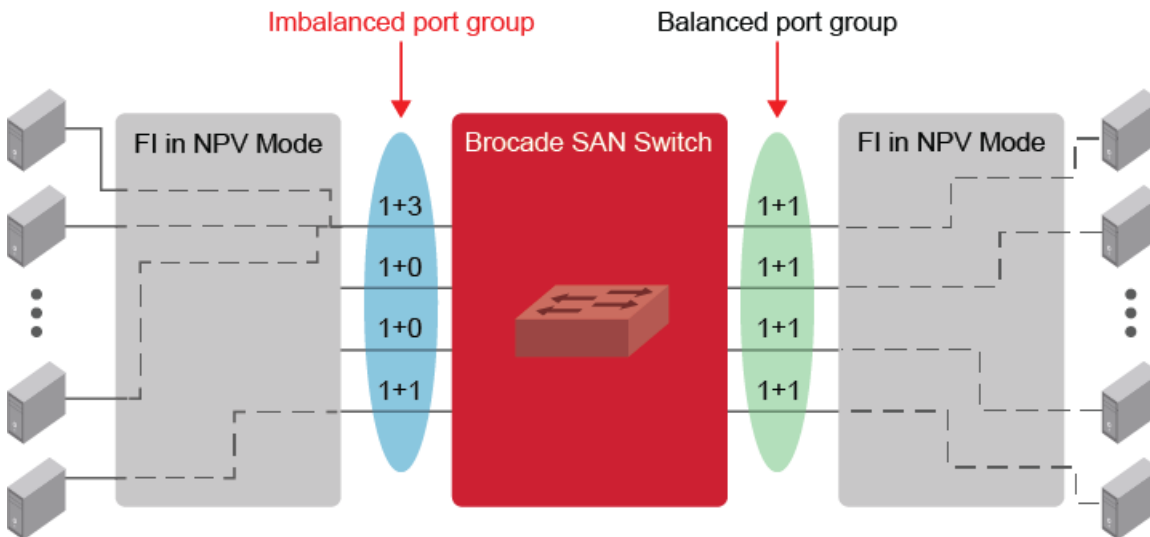 Imbalanced port group
Balanced port group
FI in NPV Mode
Brocade SAN Switch
FI in NPV Mode
1+3
1+0
1+0
1+1
1+1
1+1
1+1
1+1